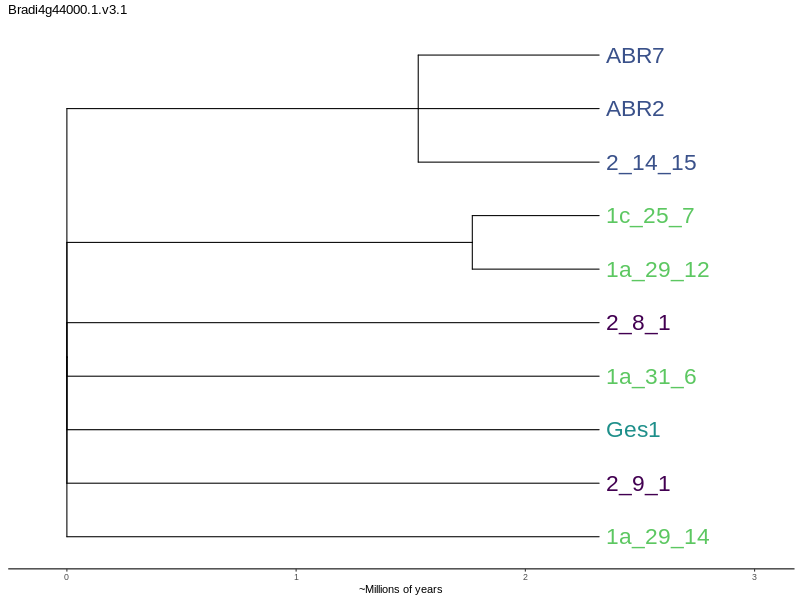 Bradi4g44000.1.v3.1
ABR7
ABR2
2_14_15
1c_25_7
1a_29_12
2_8_1
1a_31_6
Ges1
2_9_1
1a_29_14
0 1 2 3
~Millions of years